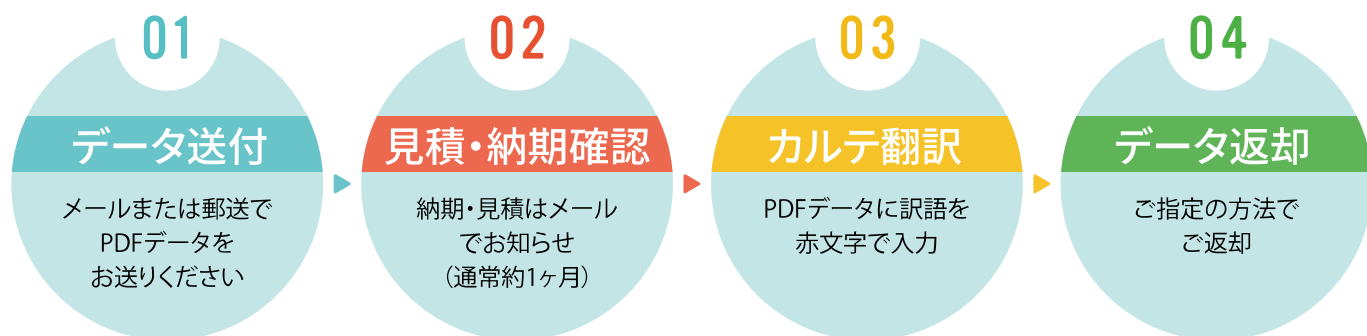 01
データ送付
メールまたは郵送で
PDFデータを
お送りください
02
見積・納期確認
納期・見積はメール
でお知らせ
（通常約1ヶ月）
03
カルテ翻訳
PDFデータに訳語を
赤文字で入力
04
データ返却
ご指定の方法で
ご返却